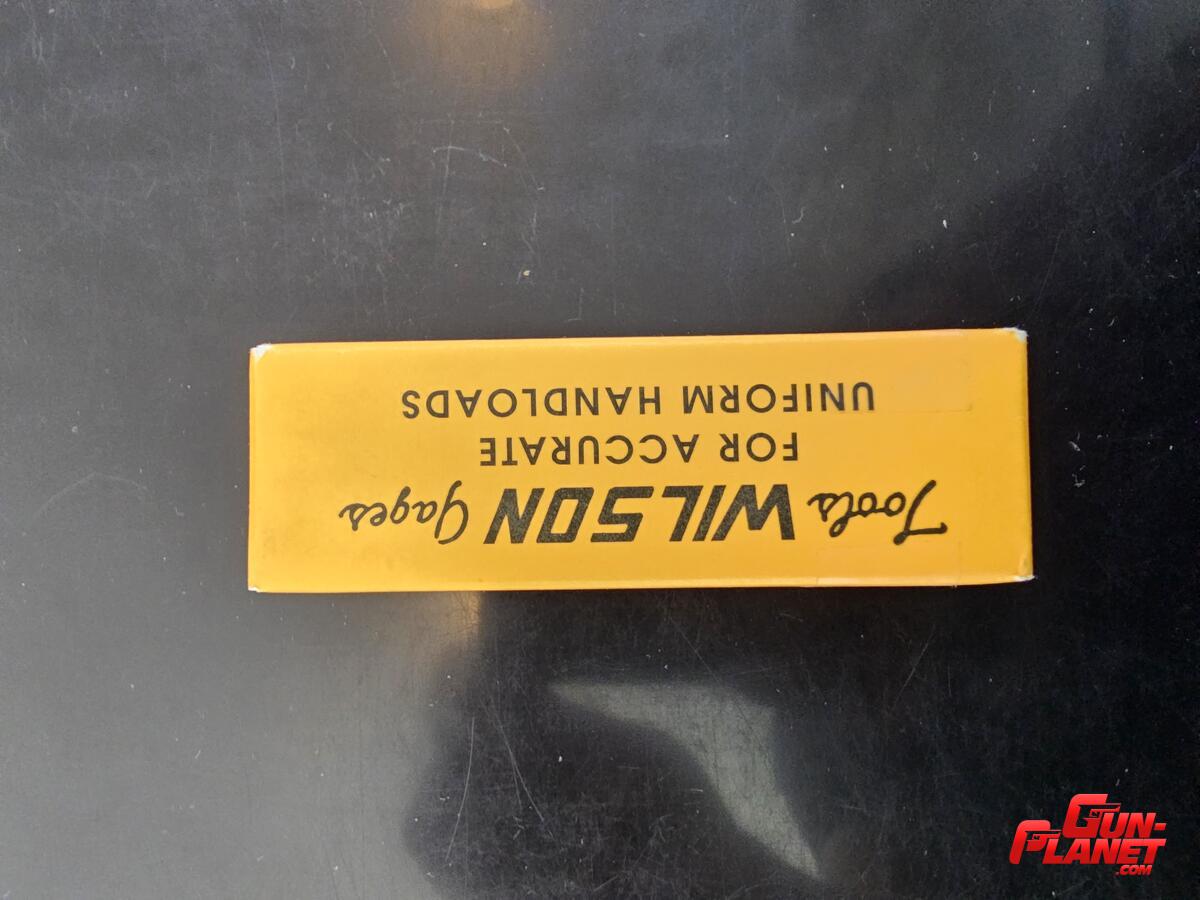 Tools WILSON Gages
FOR ACCURATE
UNIFORM HANDLOADS
GUN-
PLANET
.COM